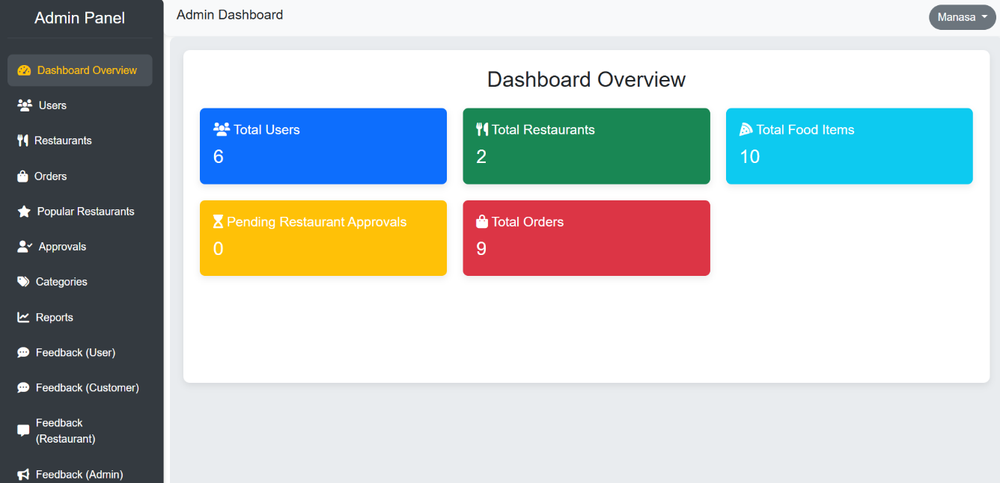 Admin Panel
Dashboard Overview
Users
Restaurants
Orders
Popular Restaurants
Approvals
Categories
Reports
Feedback (User)
Feedback (Customer)
Feedback
(Restaurant)
Feedback (Admin)
Admin Dashboard
Manasa
Dashboard Overview
Total Users
6
Total Restaurants
2
Total Food Items
10
Pending Restaurant Approvals
0
Total Orders
9